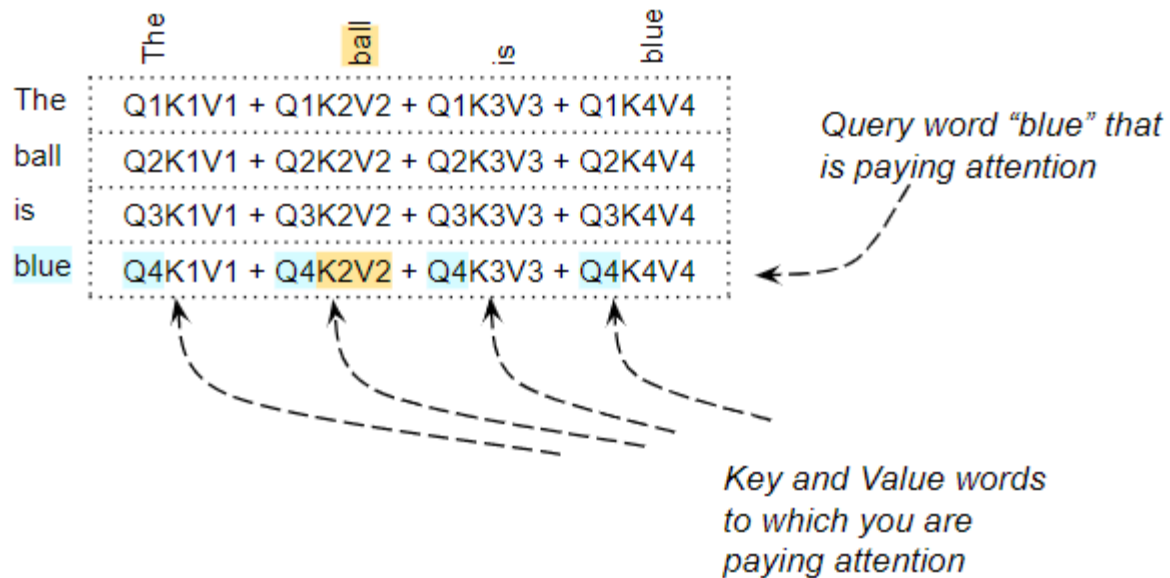 The ball is blue
The Q1K1V1 + Q1K2V2 + Q1K3V3 + Q1K4V4
ball Q2K1V1 + Q2K2V2 + Q2K3V3 + Q2K4V4
is Q3K1V1 + Q3K2V2 + Q3K3V3 + Q3K4V4
blue Q4K1V1 + Q4K2V2 + Q4K3V3 + Q4K4V4
Query word “blue” that
is paying attention
Key and Value words
to which you are
paying attention